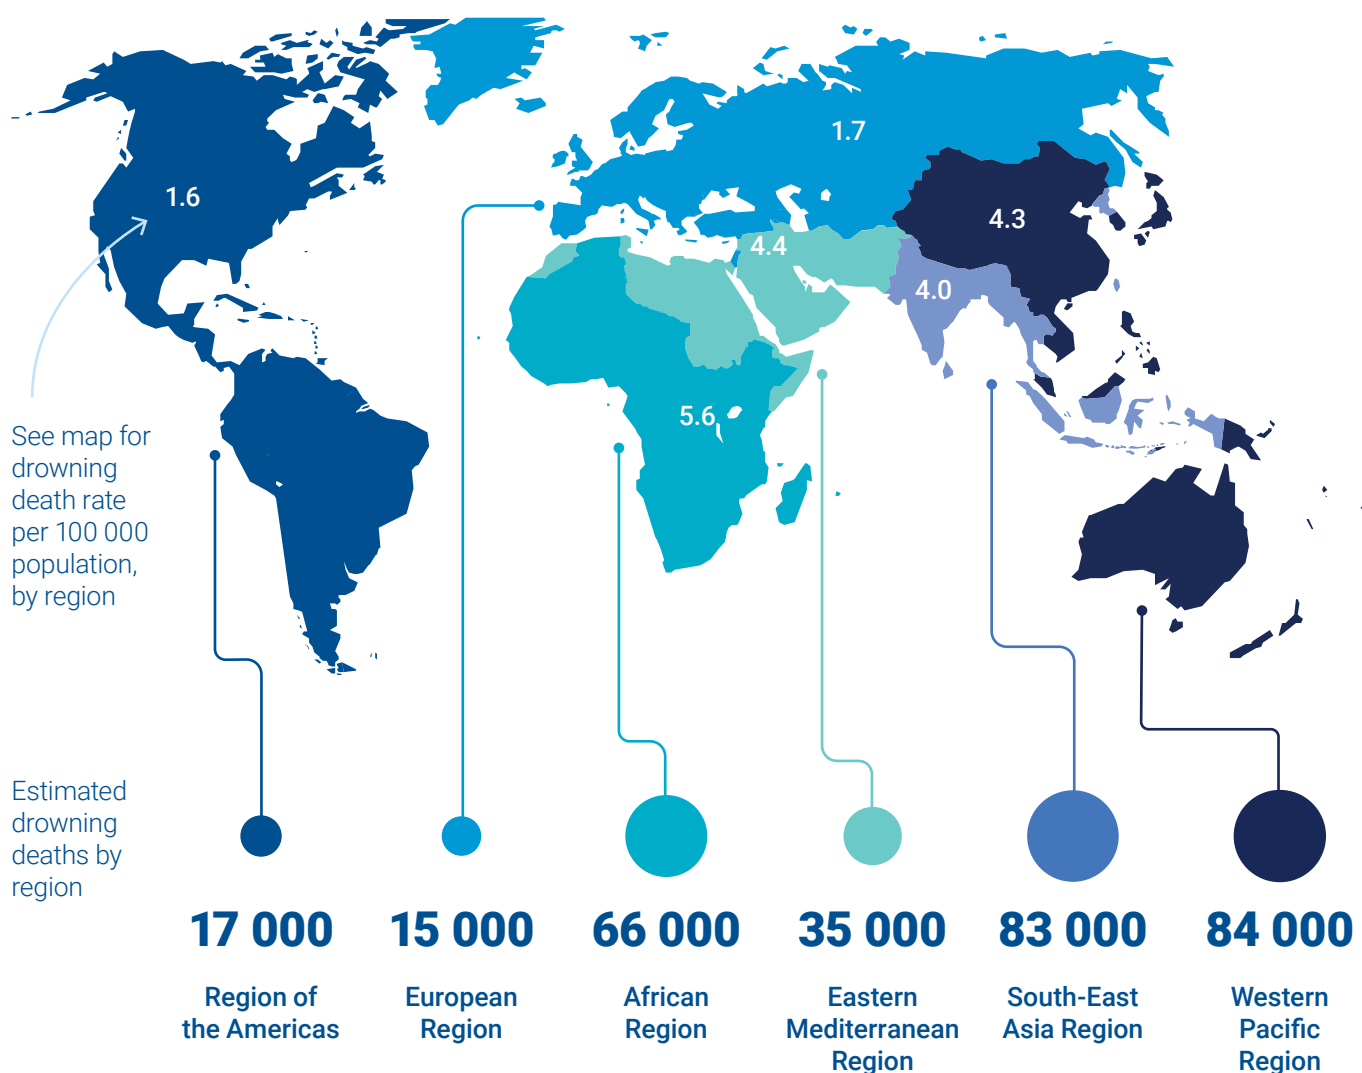 1.7
1.6
4.3
4.4
4.0
5.6
See map for
drowning
death rate
per 100 000
population,
by region
Estimated
drowning
deaths by
region
17 000
Region of
the Americas
15 000
European
Region
66 000
African
Region
35 000
Eastern
Mediterranean
Region
83 000
South-East
Asia Region
84 000
Western
Pacific
Region